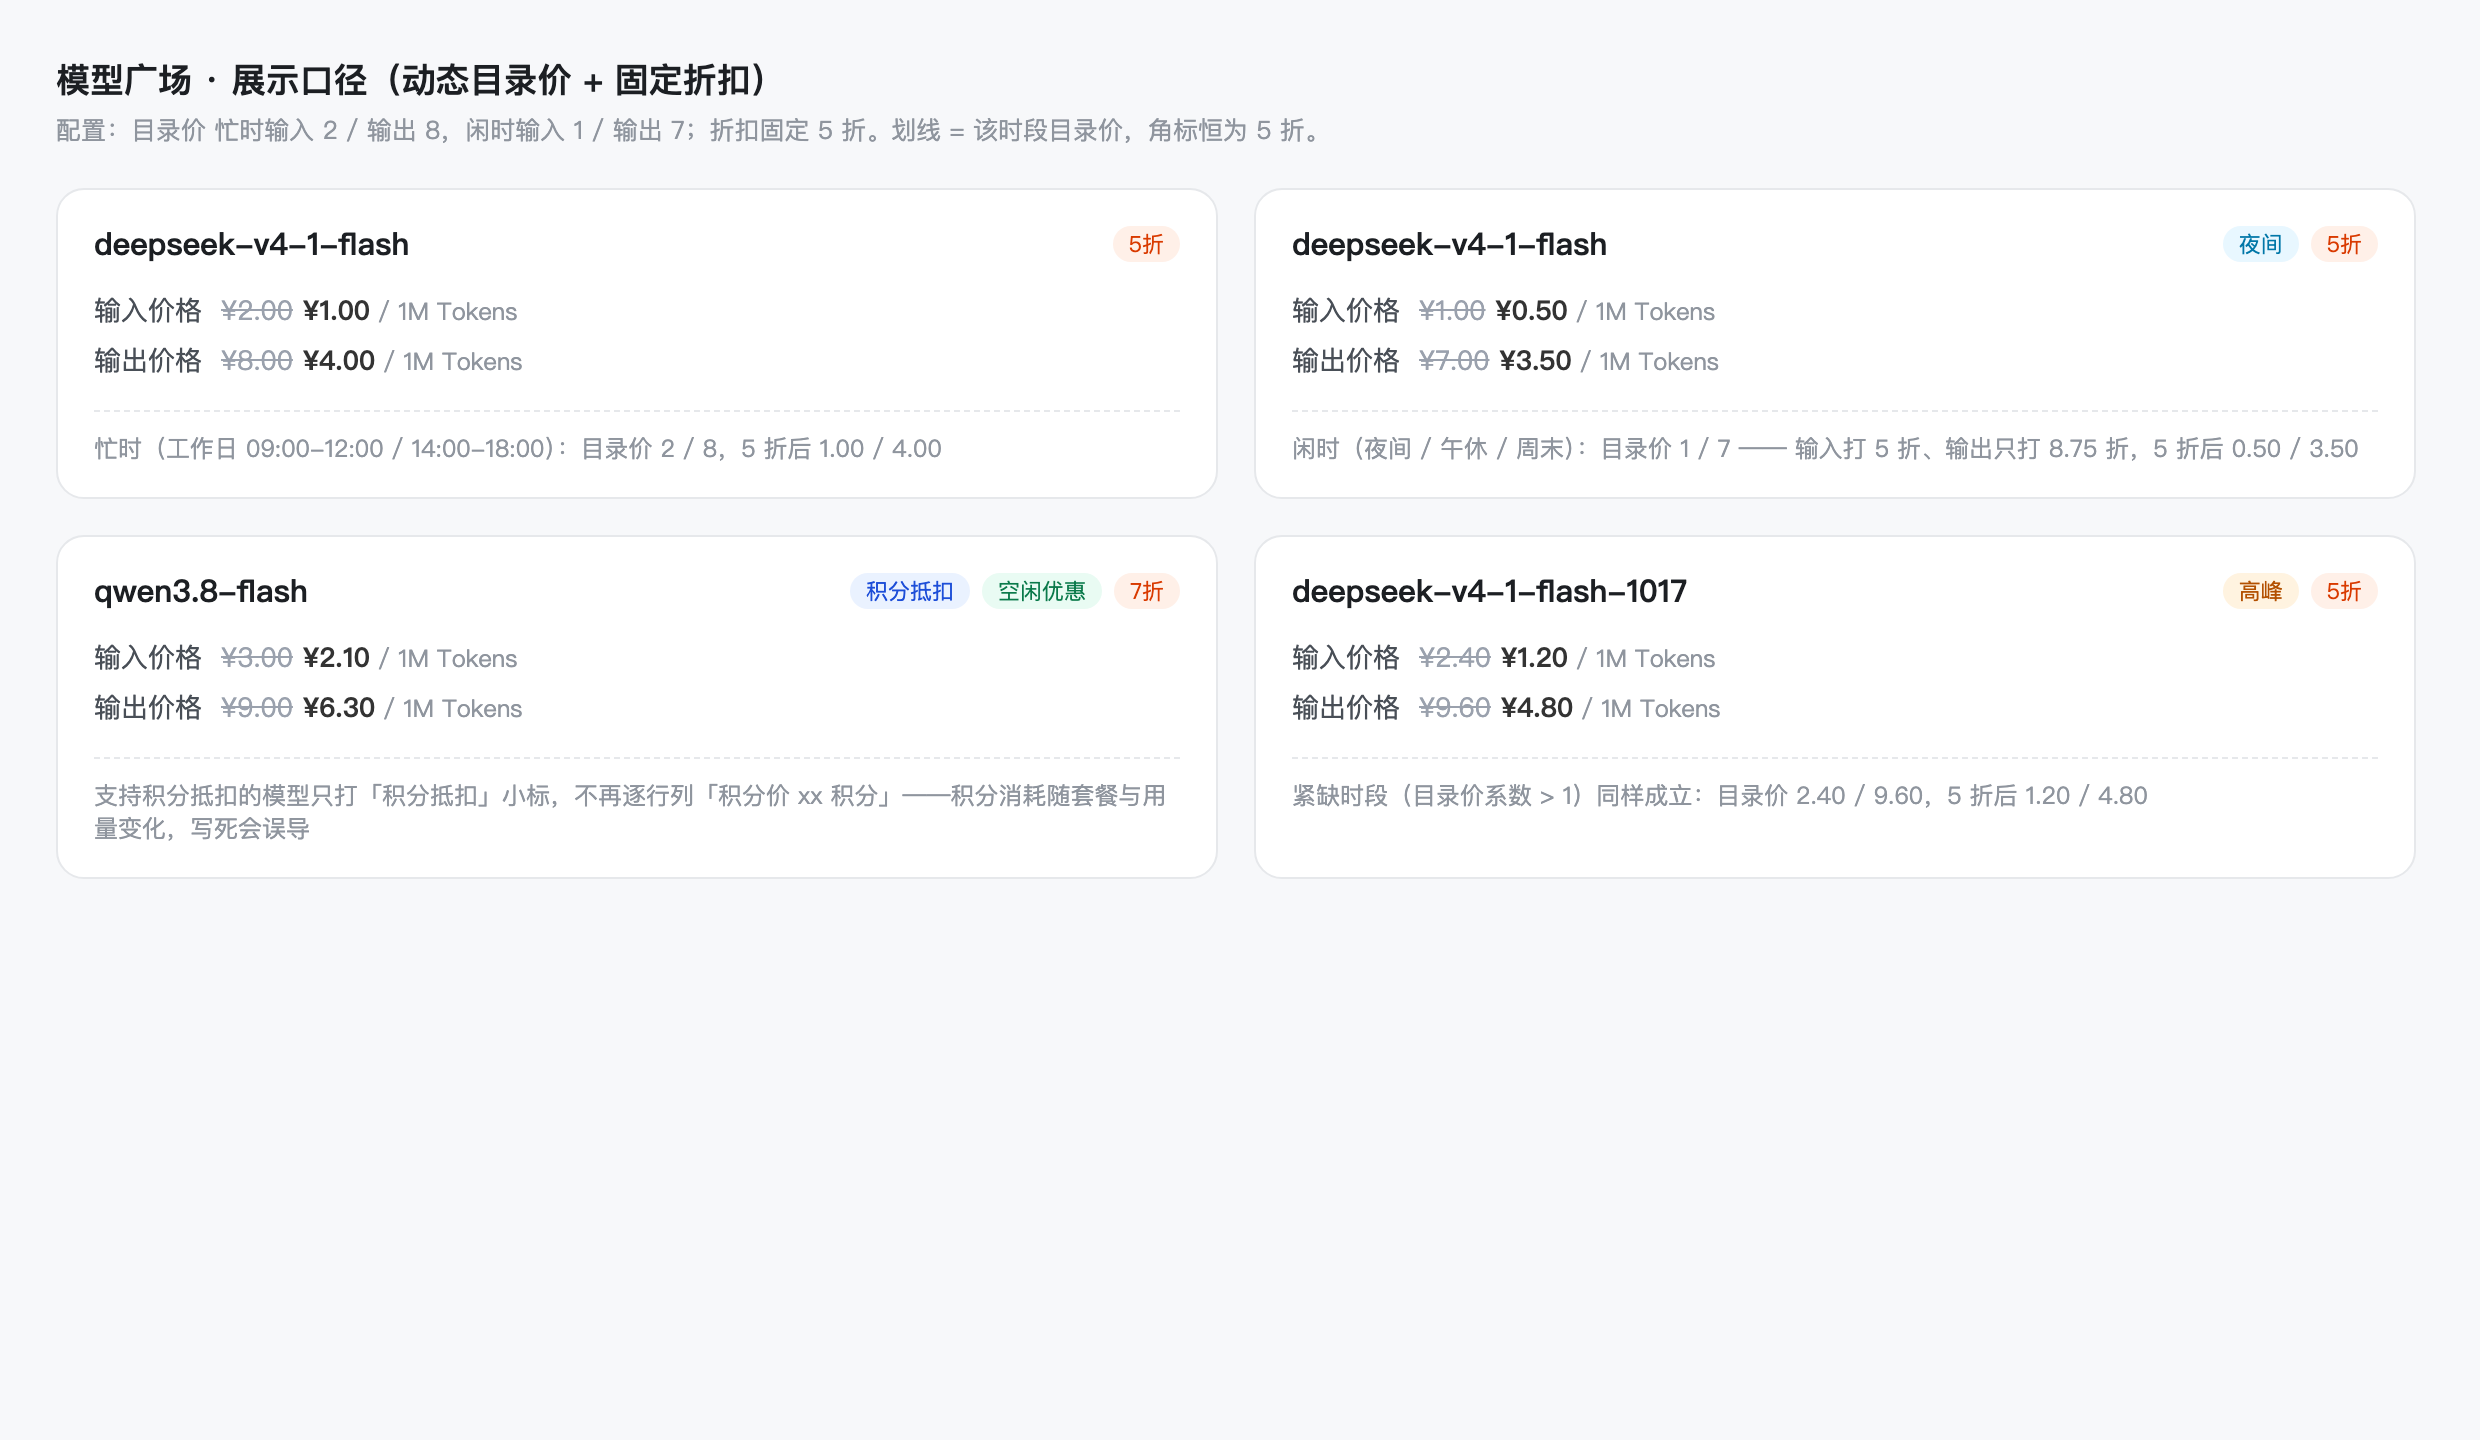 模型广场 · 展示口径（动态目录价 + 固定折扣）
配置：目录价 忙时输入 2 / 输出 8，闲时输入 1 / 输出 7；折扣固定 5 折。划线 = 该时段目录价，角标恒为 5 折。
deepseek-v4-1-flash 5折
输入价格 ¥2.00 ¥1.00 / 1M Tokens
输出价格 ¥8.00 ¥4.00 / 1M Tokens
忙时（工作日 09:00–12:00 / 14:00–18:00）：目录价 2 / 8，5 折后 1.00 / 4.00
deepseek-v4-1-flash 夜间 5折
输入价格 ¥1.00 ¥0.50 / 1M Tokens
输出价格 ¥7.00 ¥3.50 / 1M Tokens
闲时（夜间 / 午休 / 周末）：目录价 1 / 7 —— 输入打 5 折、输出只打 8.75 折，5 折后 0.50 / 3.50
qwen3.8-flash 积分抵扣 空闲优惠 7折
输入价格 ¥3.00 ¥2.10 / 1M Tokens
输出价格 ¥9.00 ¥6.30 / 1M Tokens
支持积分抵扣的模型只打「积分抵扣」小标，不再逐行列「积分价 xx 积分」——积分消耗随套餐与用
量变化，写死会误导
deepseek-v4-1-flash-1017 高峰 5折
输入价格 ¥2.40 ¥1.20 / 1M Tokens
输出价格 ¥9.60 ¥4.80 / 1M Tokens
紧缺时段（目录价系数 > 1）同样成立：目录价 2.40 / 9.60，5 折后 1.20 / 4.80